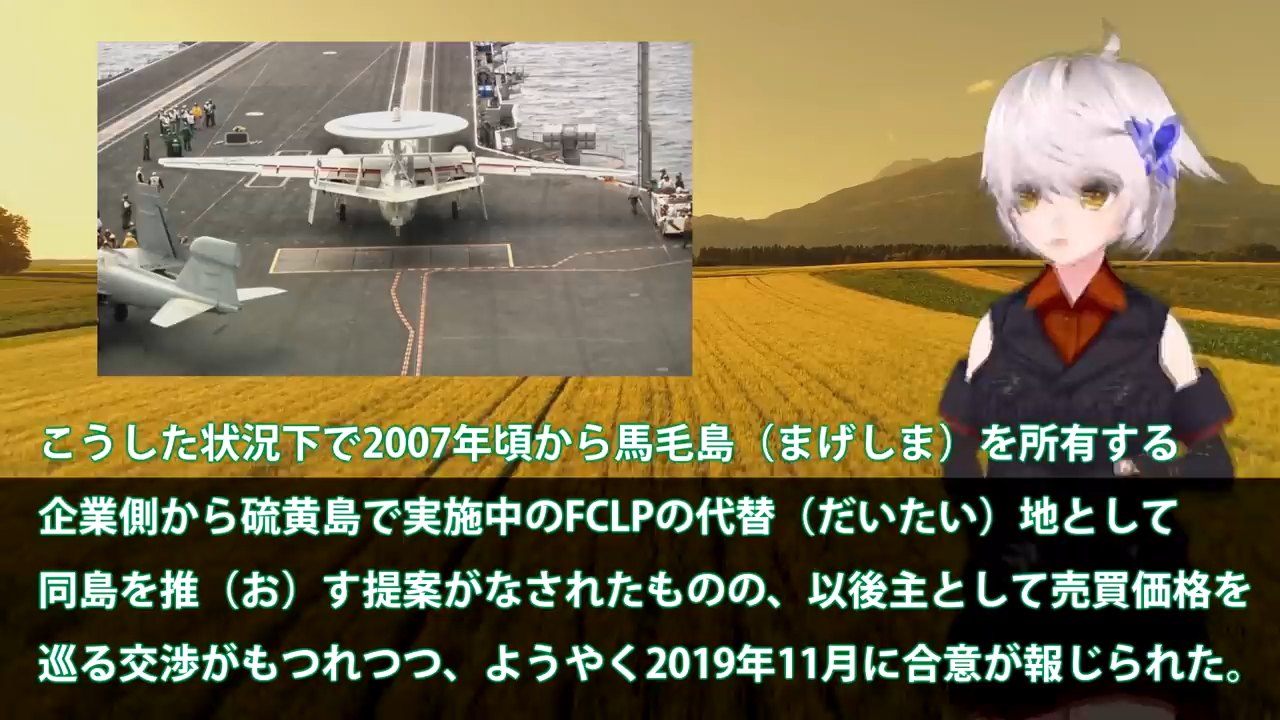 こうした状況下で2007年頃から馬毛島（まげしま）を所有する
企業側から硫黄島で実施中のFCLPの代替（だいたい）地として
同島を推（お）す提案がなされたものの、以後主として売買価格を
巡る交渉がもつれつつ、ようやく2019年11月に合意が報じられた。